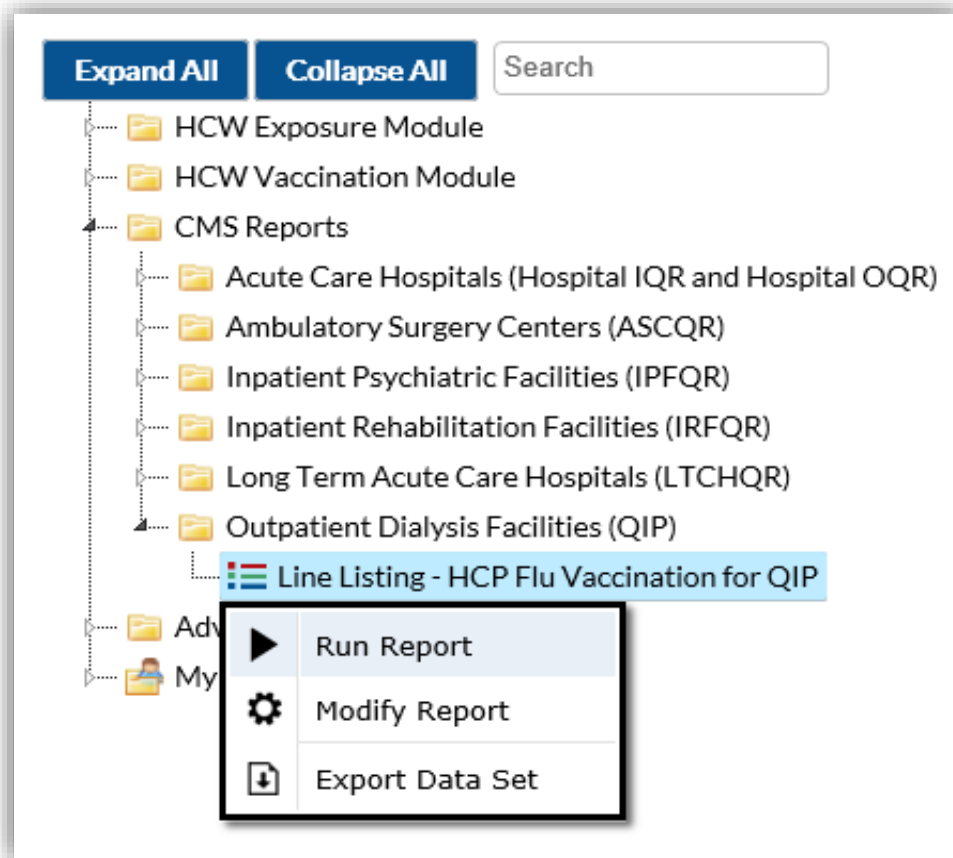 Expand All Collapse All Search
HCW Exposure Module
HCW Vaccination Module
CMS Reports
Acute Care Hospitals (Hospital IQR and Hospital OQR)
Ambulatory Surgery Centers (ASCQR)
Inpatient Psychiatric Facilities (IPFQR)
Inpatient Rehabilitation Facilities (IRFQR)
Long Term Acute Care Hospitals (LTCHQR)
Outpatient Dialysis Facilities (QIP)
Line Listing - HCP Flu Vaccination for QIP
Adv
Run Report
My
Modify Report
Export Data Set